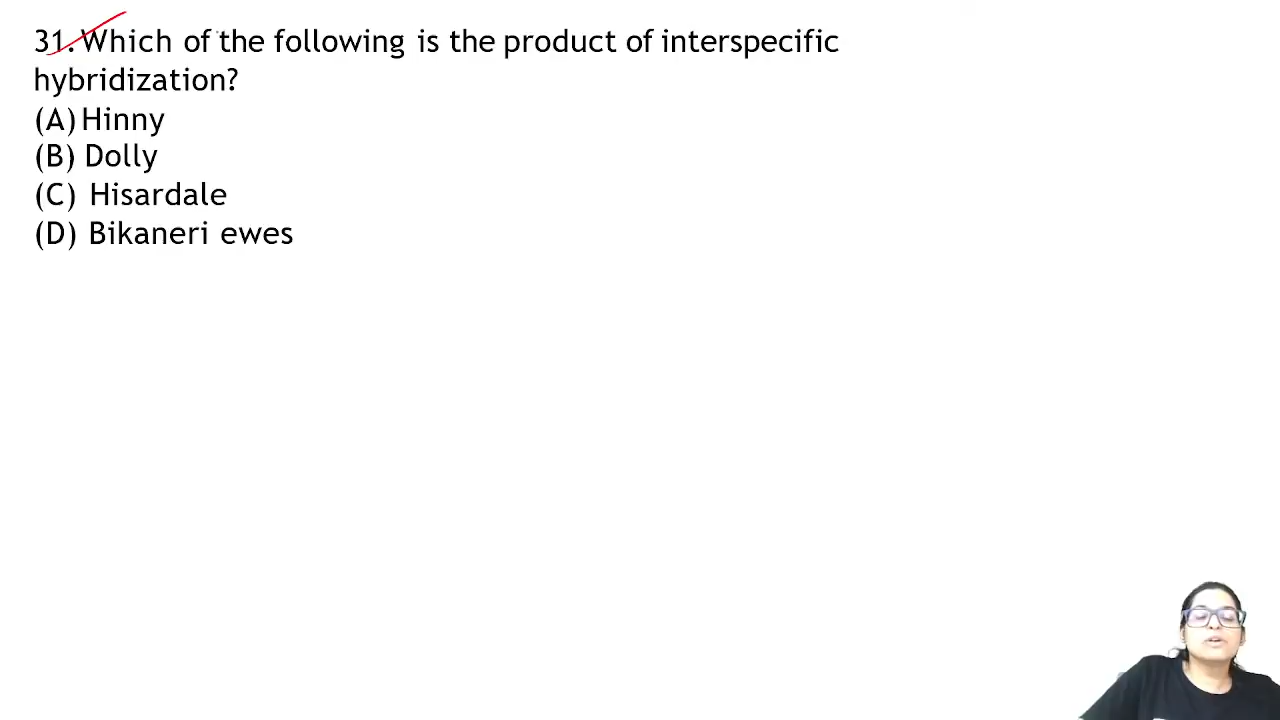 31. Which of the following is the product of interspecific
hybridization?
(A) Hinny
(B) Dolly
(C) Hisardale
(D) Bikaneri ewes